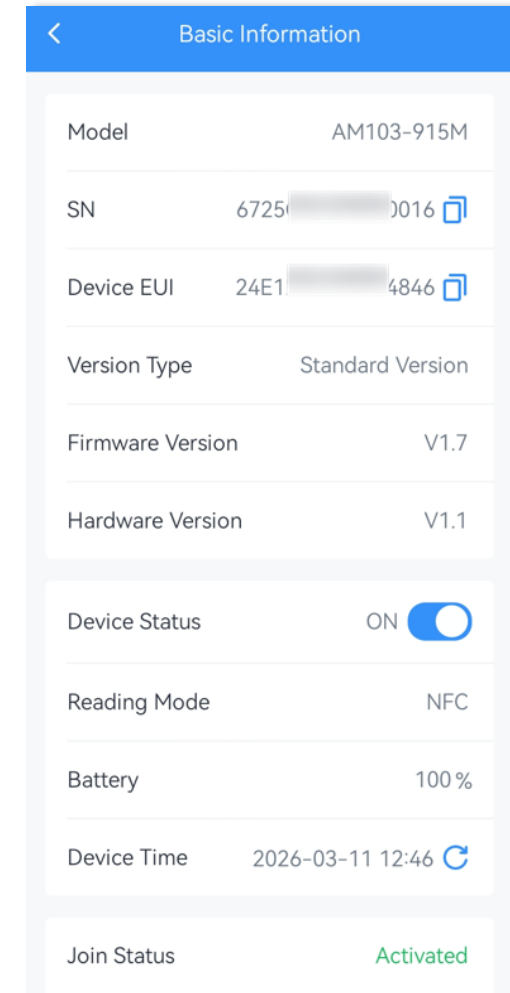 Basic Information
Model AM103-915M
SN 6725 0016
Device EUI 24E1 4846
Version Type Standard Version
Firmware Version V1.7
Hardware Version V1.1
Device Status ON
Reading Mode NFC
Battery 100%
Device Time 2026-03-11 12:46
Join Status Activated